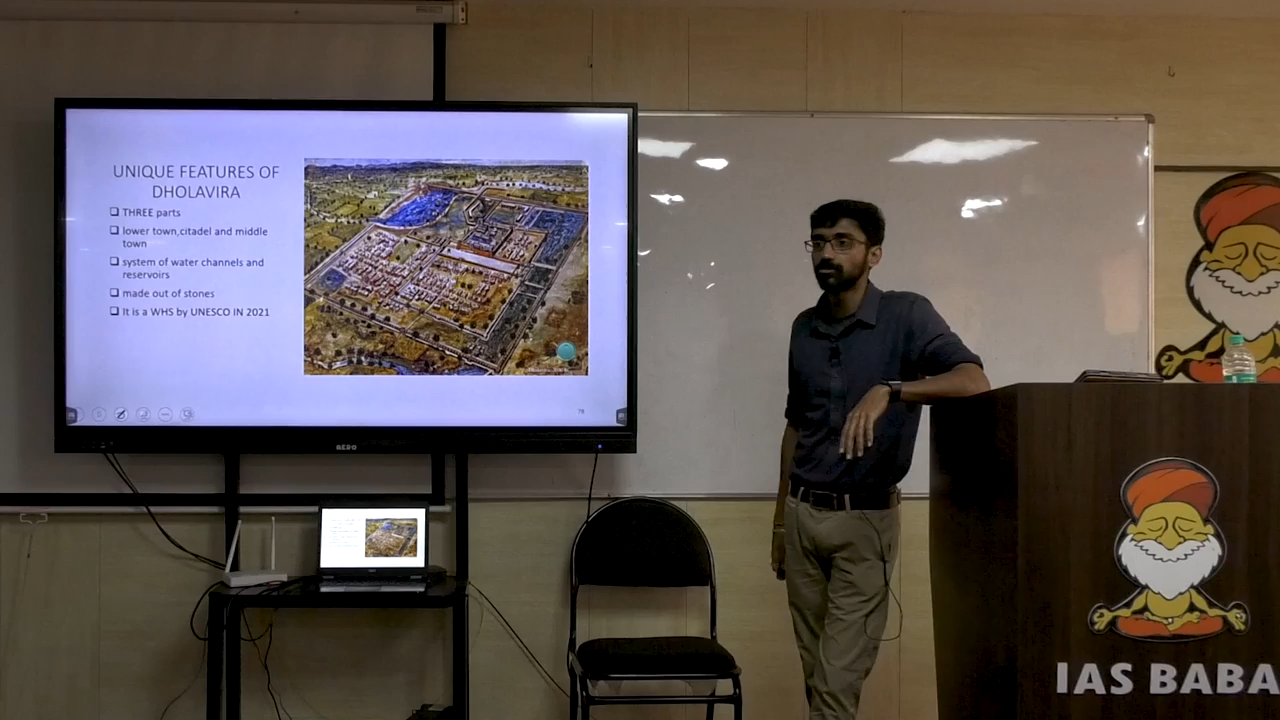 UNIQUE FEATURES OF
DHOLAVIRA
THREE parts
lower town,citadel and middle
town
system of water channels and
reservoirs
made out of stones
It is a WHS by UNESCO IN 2021
78
IAS BABA